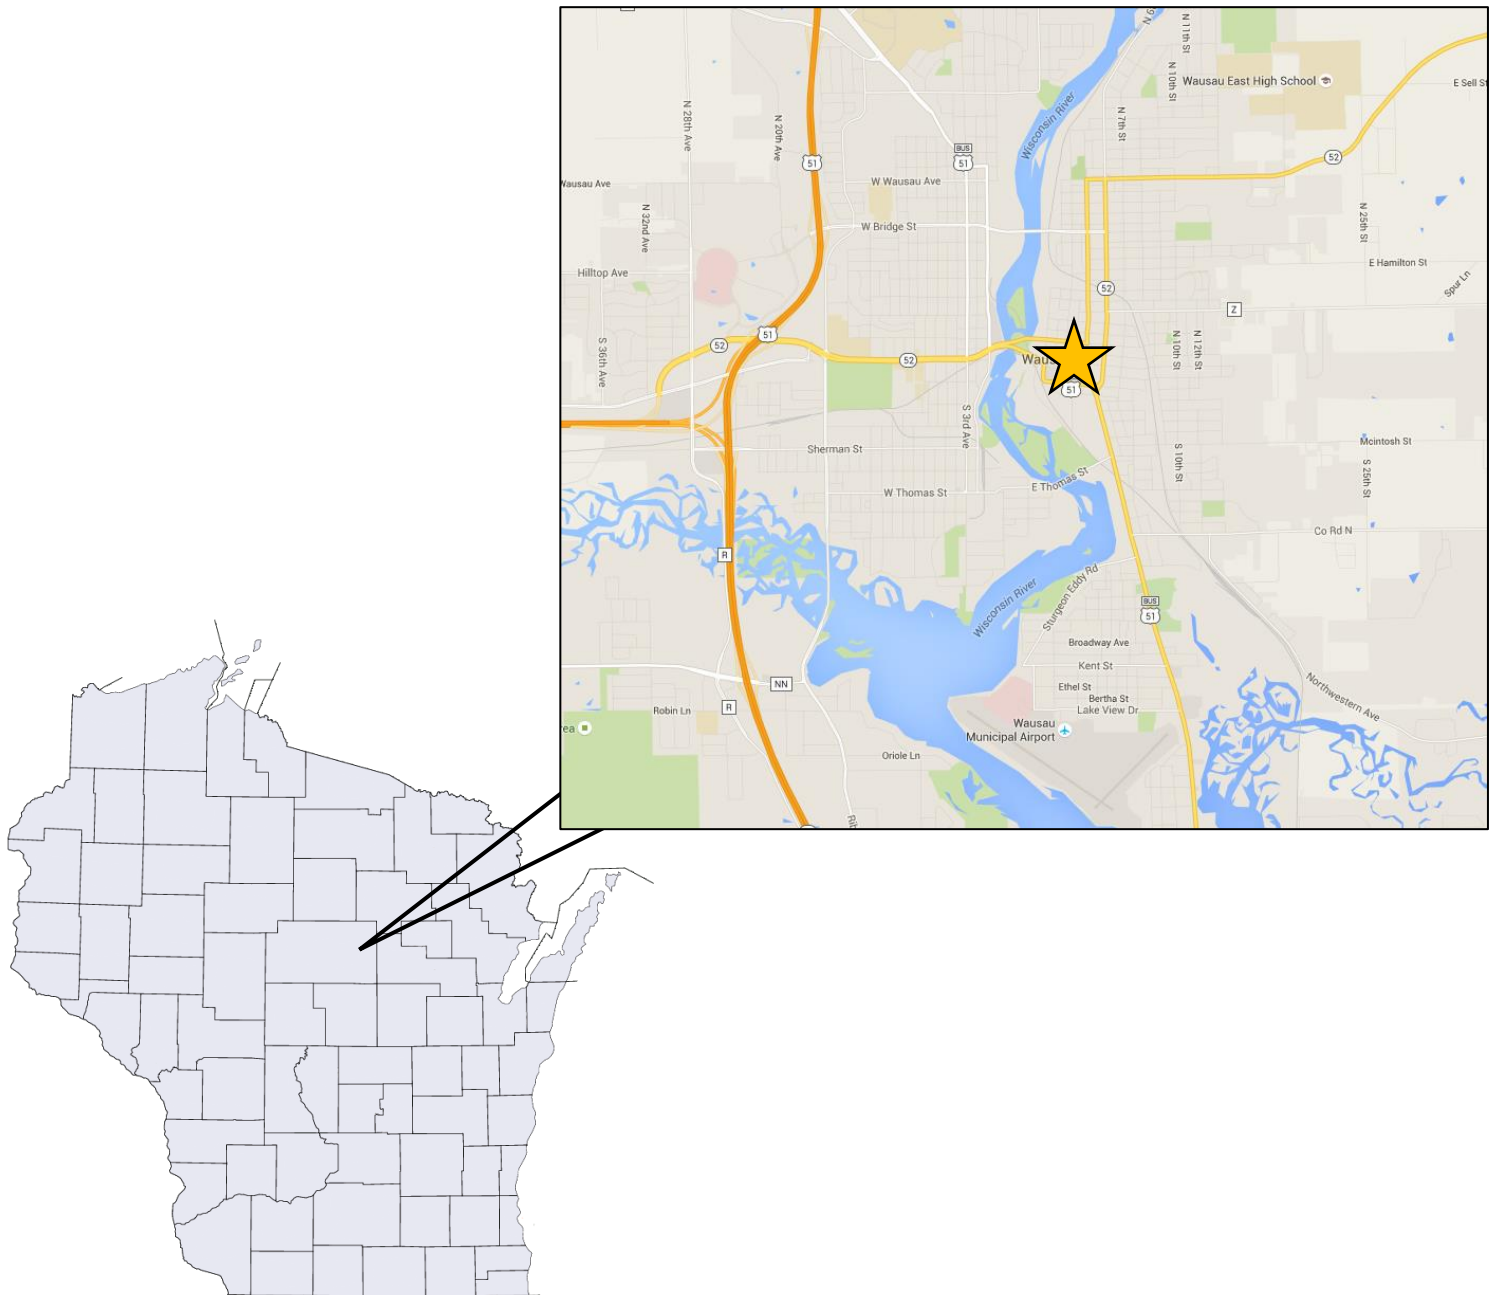 N 6
N 11th St
Wausau East High School
E Sell St
N 10th St
N 28th Ave
N 20th Ave
Wisconsin River
N 7th St
BUS
51
51
52
Wausau Ave
W Wausau Ave
N 32nd Ave
N 25th St
W Bridge St
Hilltop Ave
E Hamilton St
Spur Ln
52
Z
51
52
52
S 36th Ave
N 10th St
N 12th St
Wau
51
S 3rd Ave
Mcintosh St
Sherman St
S 10th St
S 25th St
E Thomas St
W Thomas St
Co Rd N
R
Wisconsin River
Sturgeon Eddy Rd
BUS
51
Broadway Ave
Kent St
NN
Ethel St
Bertha St
Lake View Dr
Northwestern Ave
R
Robin Ln
ea
Wausau
Municipal Airport
Oriole Ln
Rib